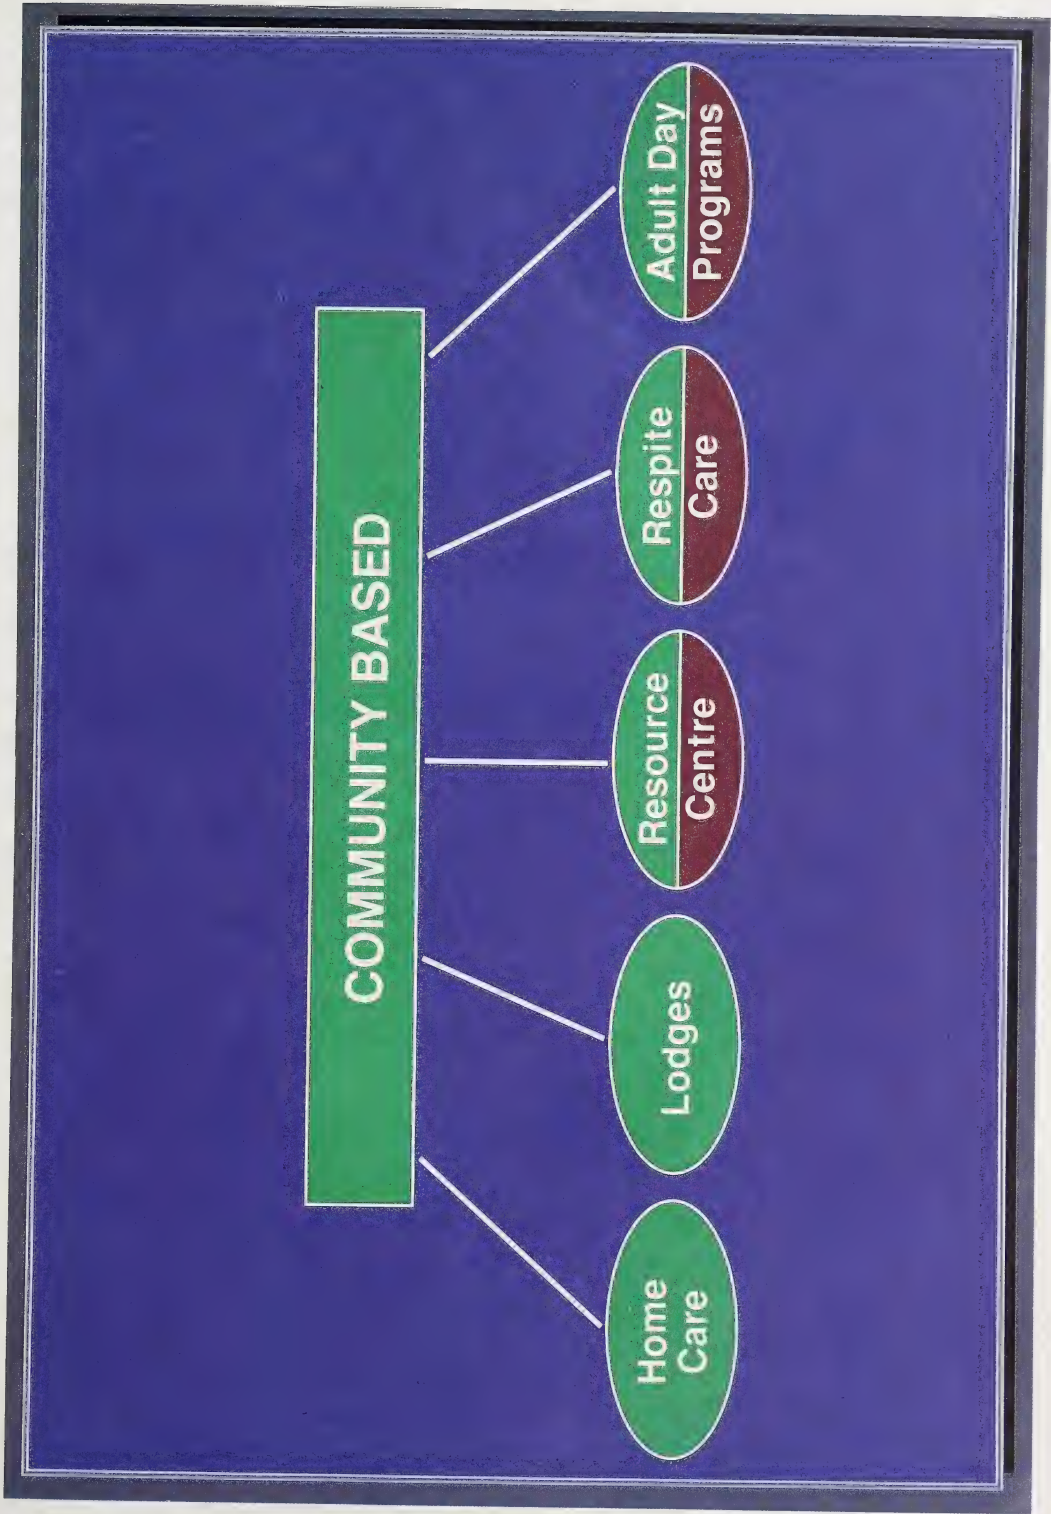 COMMUNITY BASED
Home
Care
Lodges
Resource
Centre
Respite
Care
Adult Day
Programs